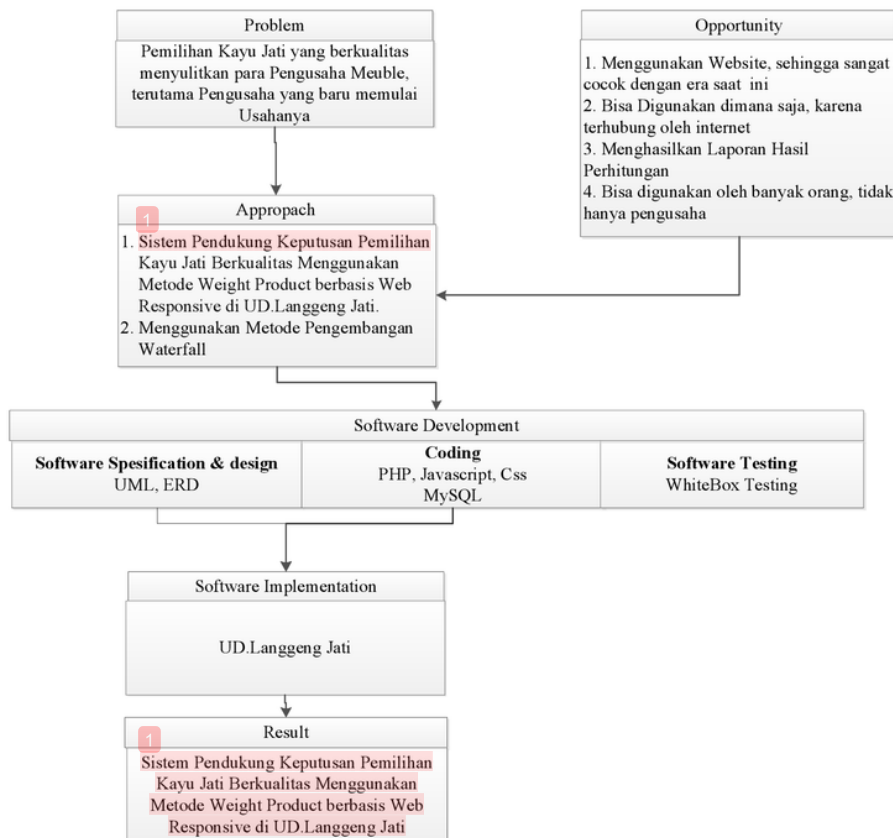 Problem
Pemilihan Kayu Jati yang berkualitas
menyulitkan para Pengusaha Meuble,
terutama Pengusaha yang baru memulai
Usahanya
Opportunity
1. Menggunakan Website, sehingga sangat
cocok dengan era saat ini
2. Bisa Digunakan dimana saja, karena
terhubung oleh internet
3. Menghasilkan Laporan Hasil
Perhitungan
4. Bisa digunakan oleh banyak orang, tidak
hanya pengusaha
Appropach
1
1. Sistem Pendukung Keputusan Pemilihan
Kayu Jati Berkualitas Menggunakan
Metode Weight Product berbasis Web
Responsive di UD.Langgeng Jati.
2. Menggunakan Metode Pengembangan
Waterfall
Software Development
Software Spesification & design
UML, ERD
Coding
PHP, Javascript, Css
MySQL
Software Testing
WhiteBox Testing
Software Implementation
UD.Langgeng Jati
Result
1
Sistem Pendukung Keputusan Pemilihan
Kayu Jati Berkualitas Menggunakan
Metode Weight Product berbasis Web
Responsive di UD.Langgeng Jati